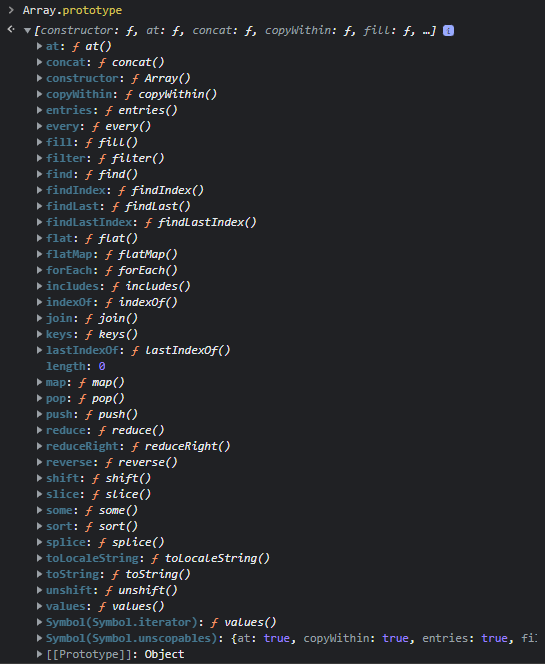 Array.prototype
[constructor: ƒ, at: ƒ, concat: ƒ, copyWithin: ƒ, fill: ƒ, …] i
at: ƒ at()
concat: ƒ concat()
constructor: ƒ Array()
copyWithin: ƒ copyWithin()
entries: ƒ entries()
every: ƒ every()
fill: ƒ fill()
filter: ƒ filter()
find: ƒ find()
findIndex: ƒ findIndex()
findLast: ƒ findLast()
findLastIndex: ƒ findLastIndex()
flat: ƒ flat()
flatMap: ƒ flatMap()
forEach: ƒ forEach()
includes: ƒ includes()
indexOf: ƒ indexOf()
join: ƒ join()
keys: ƒ keys()
lastIndexOf: ƒ lastIndexOf()
length: 0
map: ƒ map()
pop: ƒ pop()
push: ƒ push()
reduce: ƒ reduce()
reduceRight: ƒ reduceRight()
reverse: ƒ reverse()
shift: ƒ shift()
slice: ƒ slice()
some: ƒ some()
sort: ƒ sort()
splice: ƒ splice()
toLocaleString: ƒ toLocaleString()
toString: ƒ toString()
unshift: ƒ unshift()
values: ƒ values()
Symbol(Symbol.iterator): ƒ values()
Symbol(Symbol.unscopables): {at: true, copyWithin: true, entries: true, fi
[[Prototype]]: Object